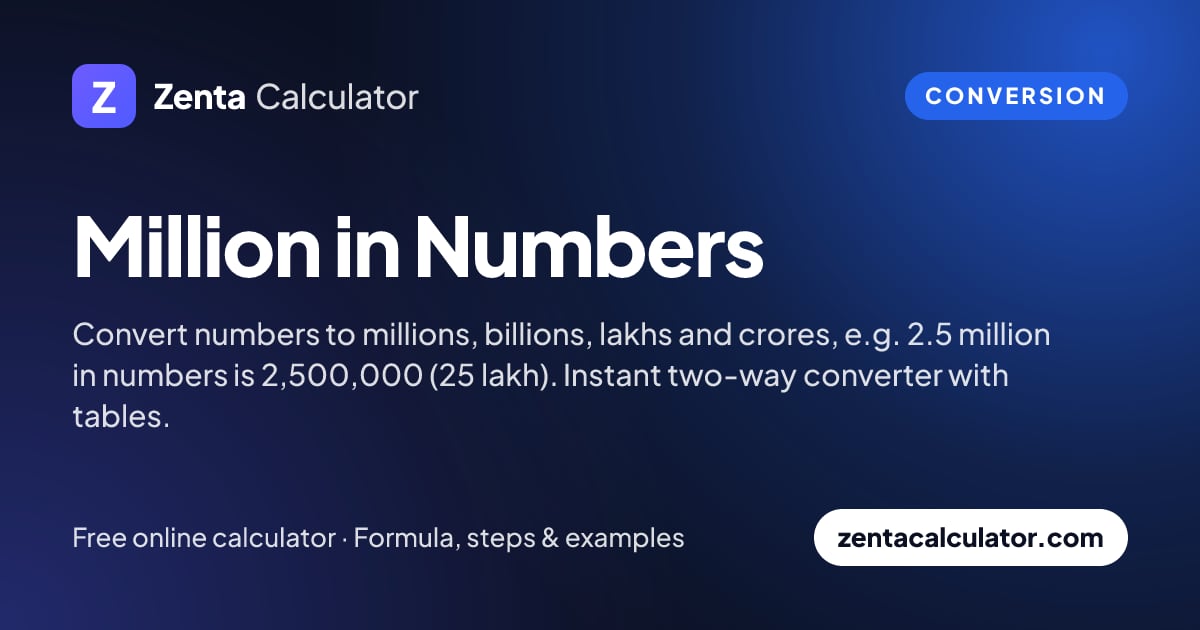 Z
Zenta Calculator
CONVERSION
Million in Numbers
Convert numbers to millions, billions, lakhs and crores, e.g. 2.5 million
in numbers is 2,500,000 (25 lakh). Instant two-way converter with
tables.
Free online calculator · Formula, steps & examples
zentacalculator.com